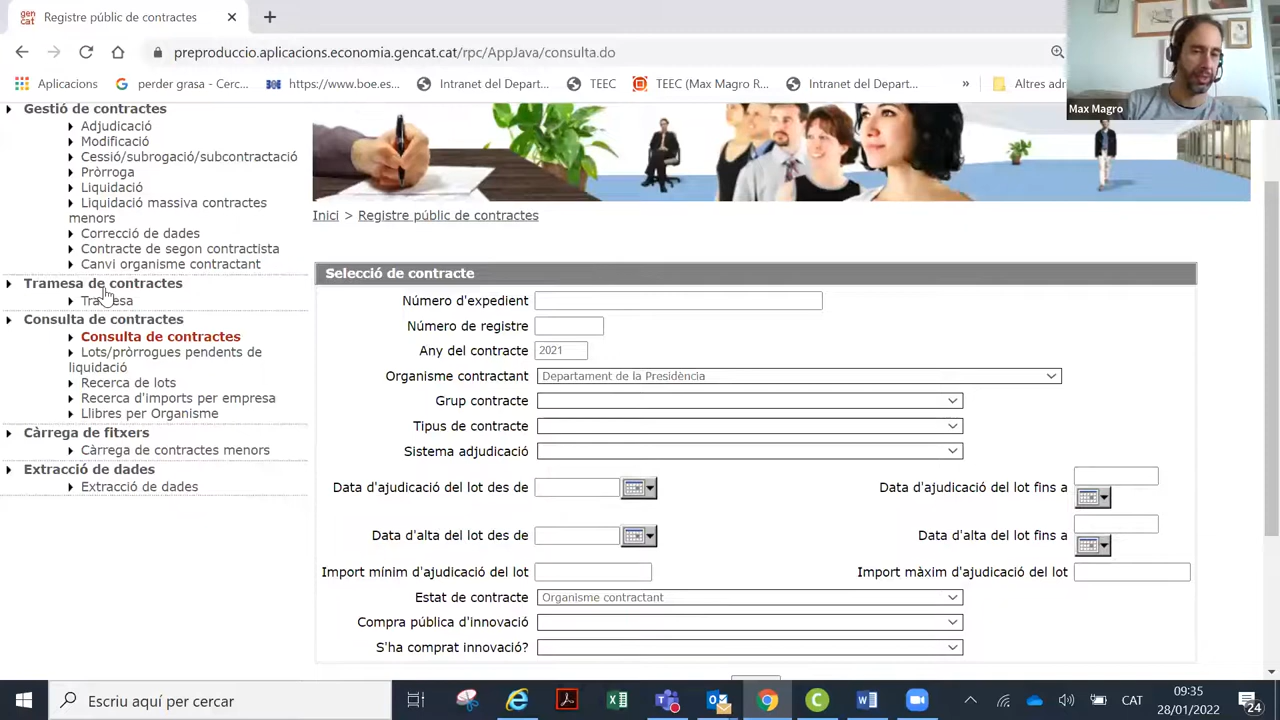 gen
cat
Registre públic de contractes
preproduccio.aplicacions.economia.gencat.cat/rpc/AppJava/consulta.do
Aplicacions
perder grasa - Cerc...
https://www.boe.es...
Intranet del Depart...
TEEC
TEEC (Max Magro R...
Intranet del Depart...
»
Altres adr
Max Magro
Gestió de contractes
Adjudicació
Modificació
Cessió/subrogació/subcontractació
Pròrroga
Liquidació
Liquidació massiva contractes
menors
Correcció de dades
Contracte de segon contractista
Canvi organisme contractant
Tramesa de contractes
Tramesa
Consulta de contractes
Consulta de contractes
Lots/pròrrogues pendents de
liquidació
Recerca de lots
Recerca d'imports per empresa
Llibres per Organisme
Càrrega de fitxers
Càrrega de contractes menors
Extracció de dades
Extracció de dades
Inici > Registre públic de contractes
Selecció de contracte
Número d'expedient
Número de registre
Any del contracte 2021
Organisme contractant Departament de la Presidència
Grup contracte
Tipus de contracte
Sistema adjudicació
Data d'ajudicació del lot des de Data d'ajudicació del lot fins a
Data d'alta del lot des de Data d'alta del lot fins a
Import mínim d'ajudicació del lot Import màxim d'ajudicació del lot
Estat de contracte Organisme contractant
Compra pública d'innovació
S'ha comprat innovació?
Escriu aquí per cercar
CAT
09:35
28/01/2022
24